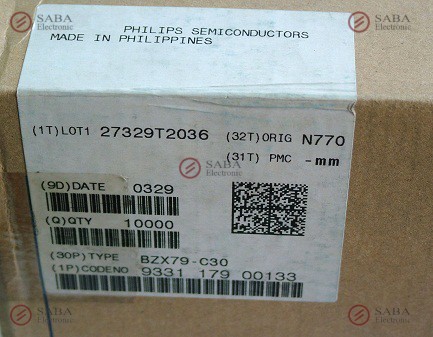 SABA
Electronic
SABA
Electronic
PHILIPS SEMICONDUCTORS
MADE IN PHILIPPINES
(1T)LOT1 27329T2036 (32T)ORIG N770
(31T) PMC -mm
SABA
Electronic
(9D)DATE 0329
(Q)QTY 10000
(30P)TYPE BZX79-C30
(1P)CODENO 9331 179 00133
SABA
Electronic
SABA
Electronic